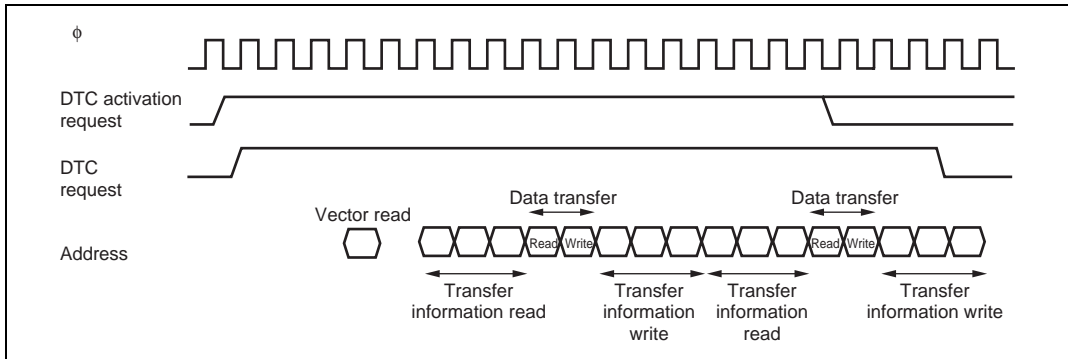 ϕ
DTC activation
request
DTC
request
Data transfer
Data transfer
Vector read
Address
Read
Write
Read
Write
Transfer
information read
Transfer
information
write
Transfer
information
read
Transfer
information write